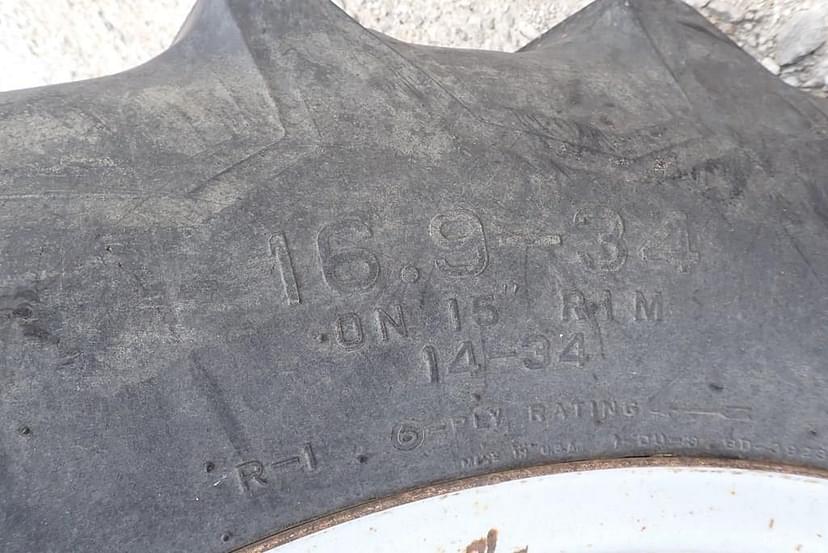 16.9-34
ON 15" RIM
14-34
6-PLY RATING
R-1
MADE IN U.S.A.